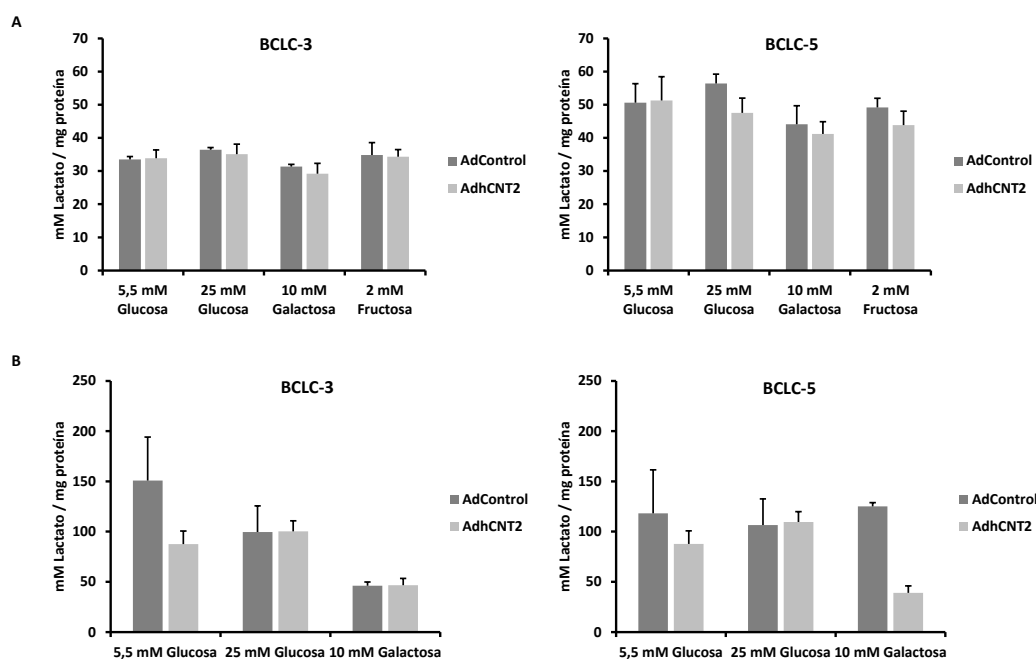 A
BCLC-3
mM Lactato / mg proteína
70
60
50
40
30
20
10
0
5,5 mM
Glucosa
25 mM
Glucosa
10 mM
Galactosa
2 mM
Fructosa
AdControl
AdhCNT2
BCLC-5
mM Lactato / mg proteína
70
60
50
40
30
20
10
0
5,5 mM
Glucosa
25 mM
Glucosa
10 mM
Galactosa
2 mM
Fructosa
AdControl
AdhCNT2
B
BCLC-3
mM Lactato / mg proteína
250
200
150
100
50
0
5,5 mM Glucosa
25 mM Glucosa
10 mM Galactosa
AdControl
AdhCNT2
BCLC-5
mM Lactato / mg proteína
250
200
150
100
50
0
5,5 mM Glucosa
25 mM Glucosa
10 mM Galactosa
AdControl
AdhCNT2